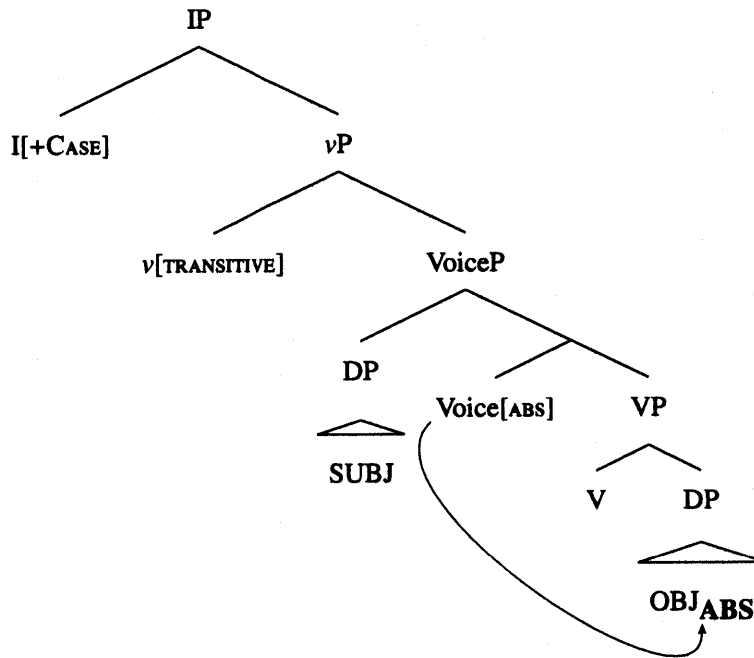 IP
I[+CASE] vP
v[TRANSITIVE] VoiceP
DP Voice[ABS] VP
SUBJ V DP
OBJABS